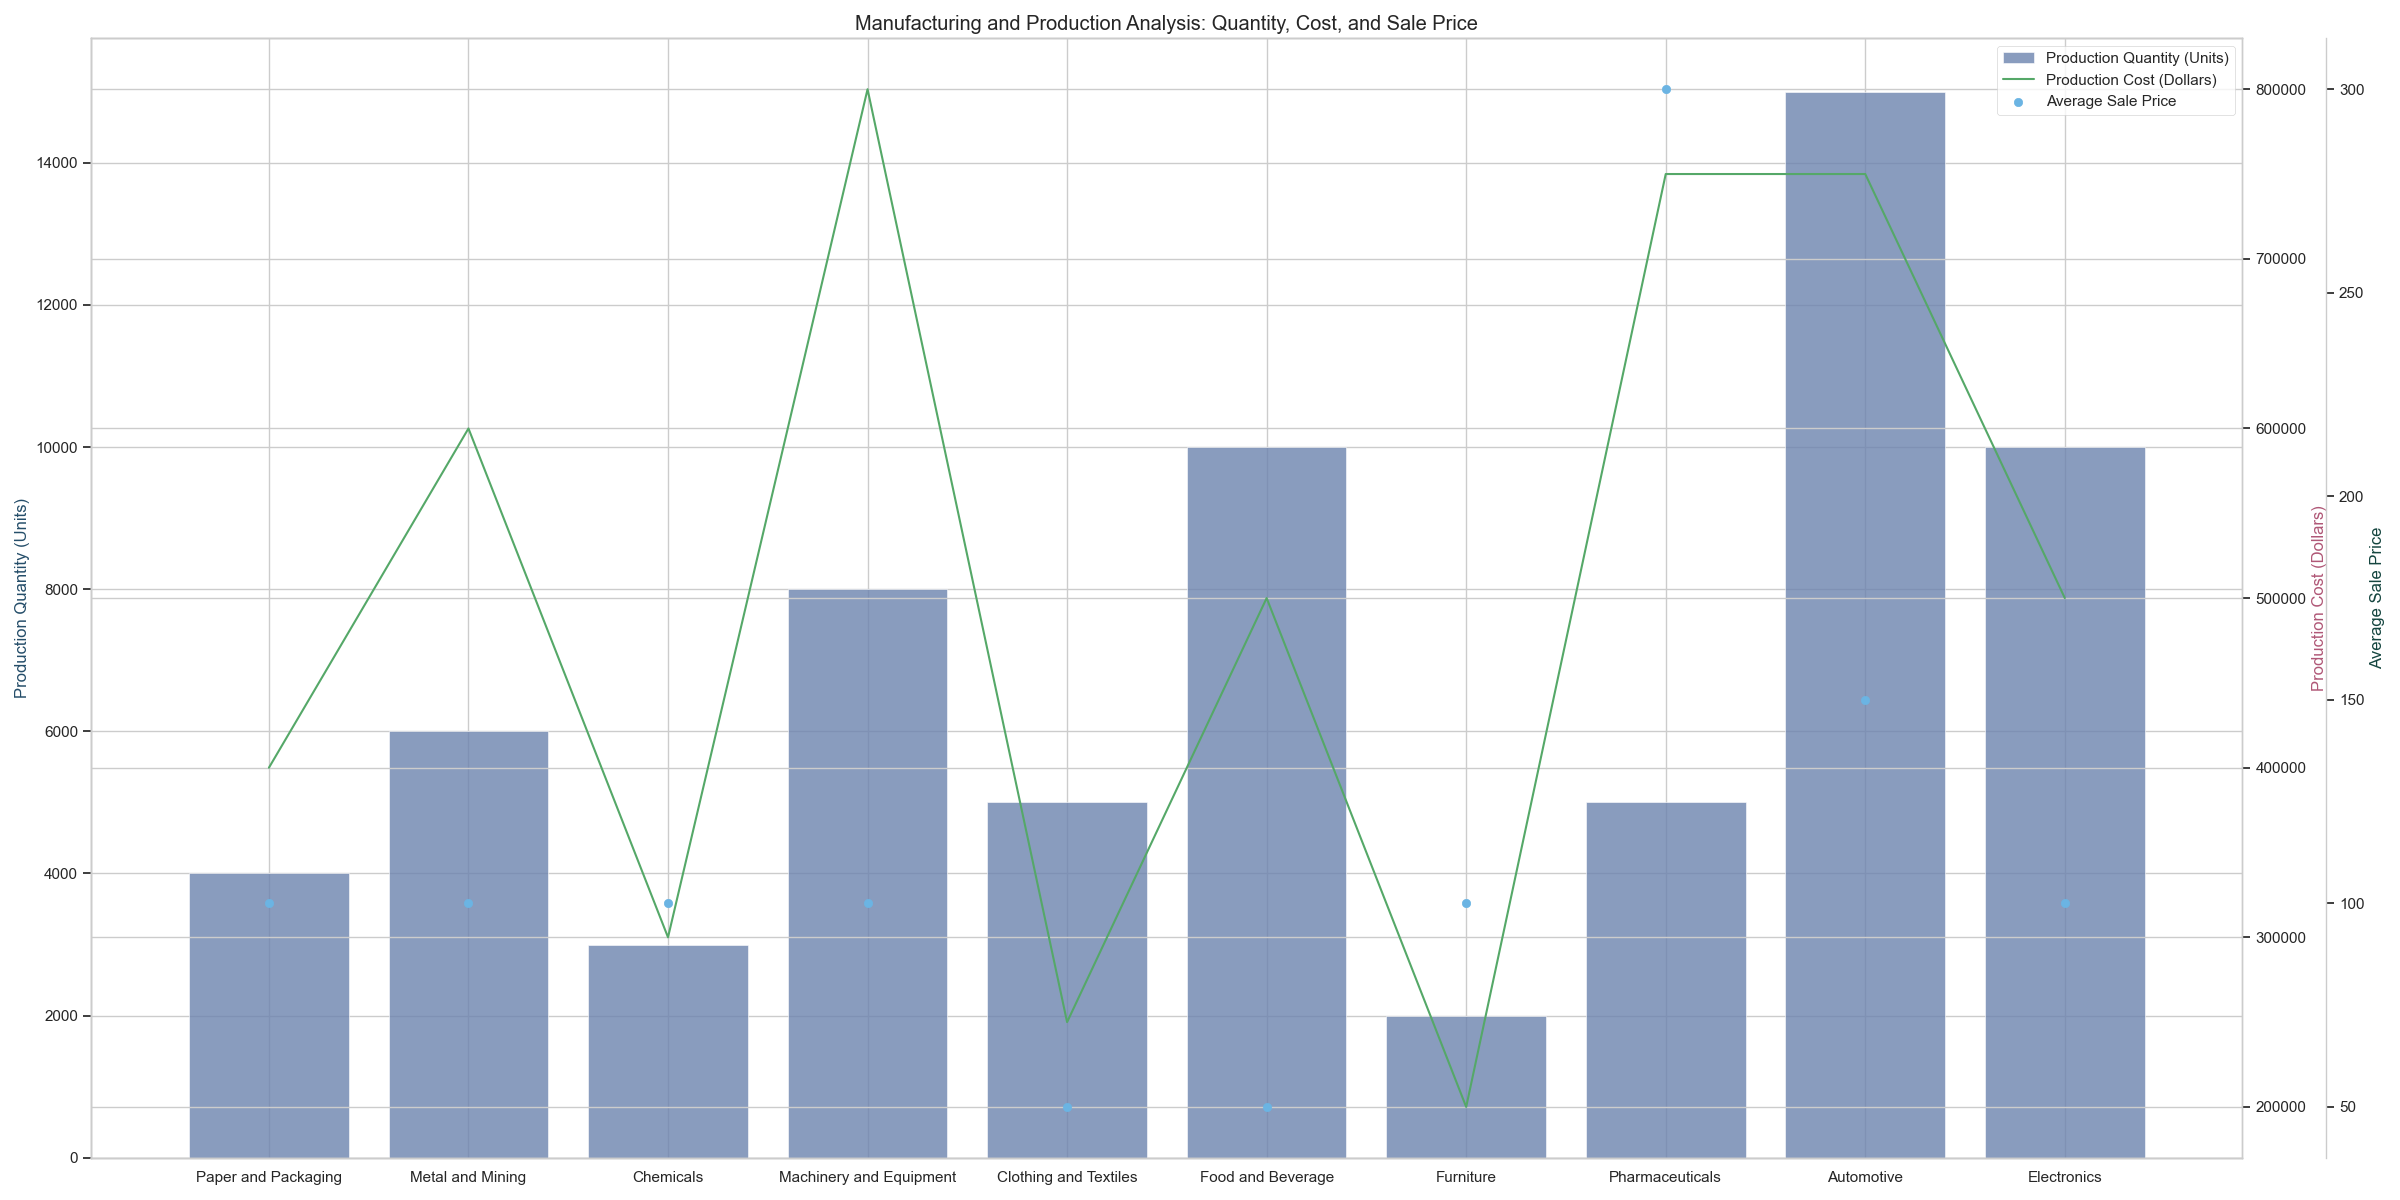 Manufacturing and Production Analysis: Quantity, Cost, and Sale Price
Production Quantity (Units)
Production Cost (Dollars)
Average Sale Price
14000
12000
10000
8000
6000
4000
2000
0
Production Quantity (Units)
800000
700000
600000
500000
400000
300000
200000
Production Cost (Dollars)
300
250
200
150
100
50
Average Sale Price
Paper and Packaging
Metal and Mining
Chemicals
Machinery and Equipment
Clothing and Textiles
Food and Beverage
Furniture
Pharmaceuticals
Automotive
Electronics